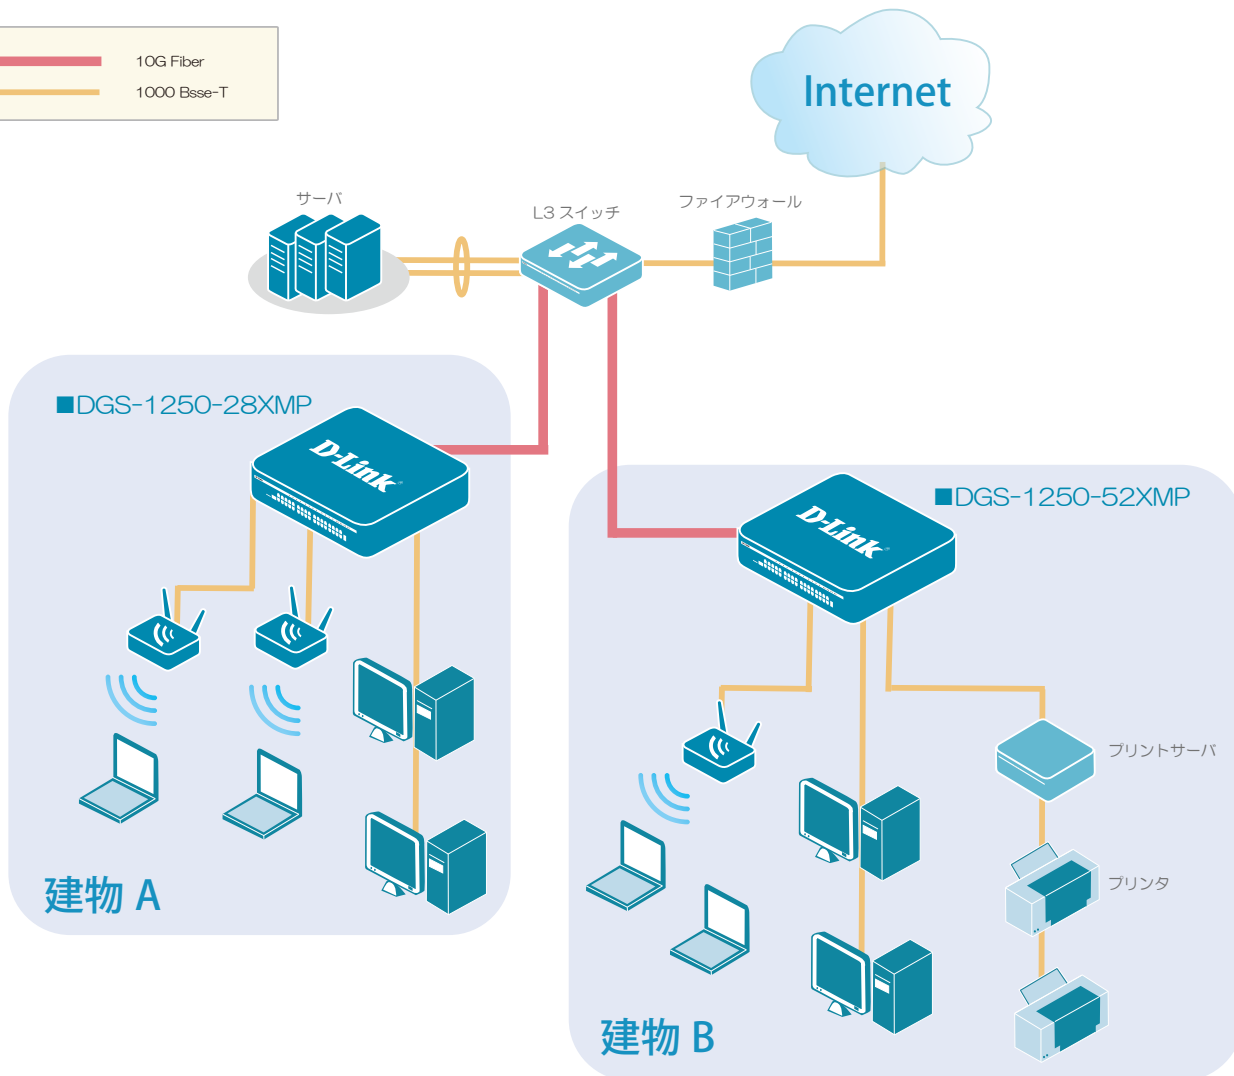 10G Fiber
1000 Bsse-T
Internet
サーバ
L3 スイッチ
ファイアウォール
■DGS-1250-28XMP
D-Link
■DGS-1250-52XMP
D-Link
プリントサーバ
プリンタ
建物 A
建物 B